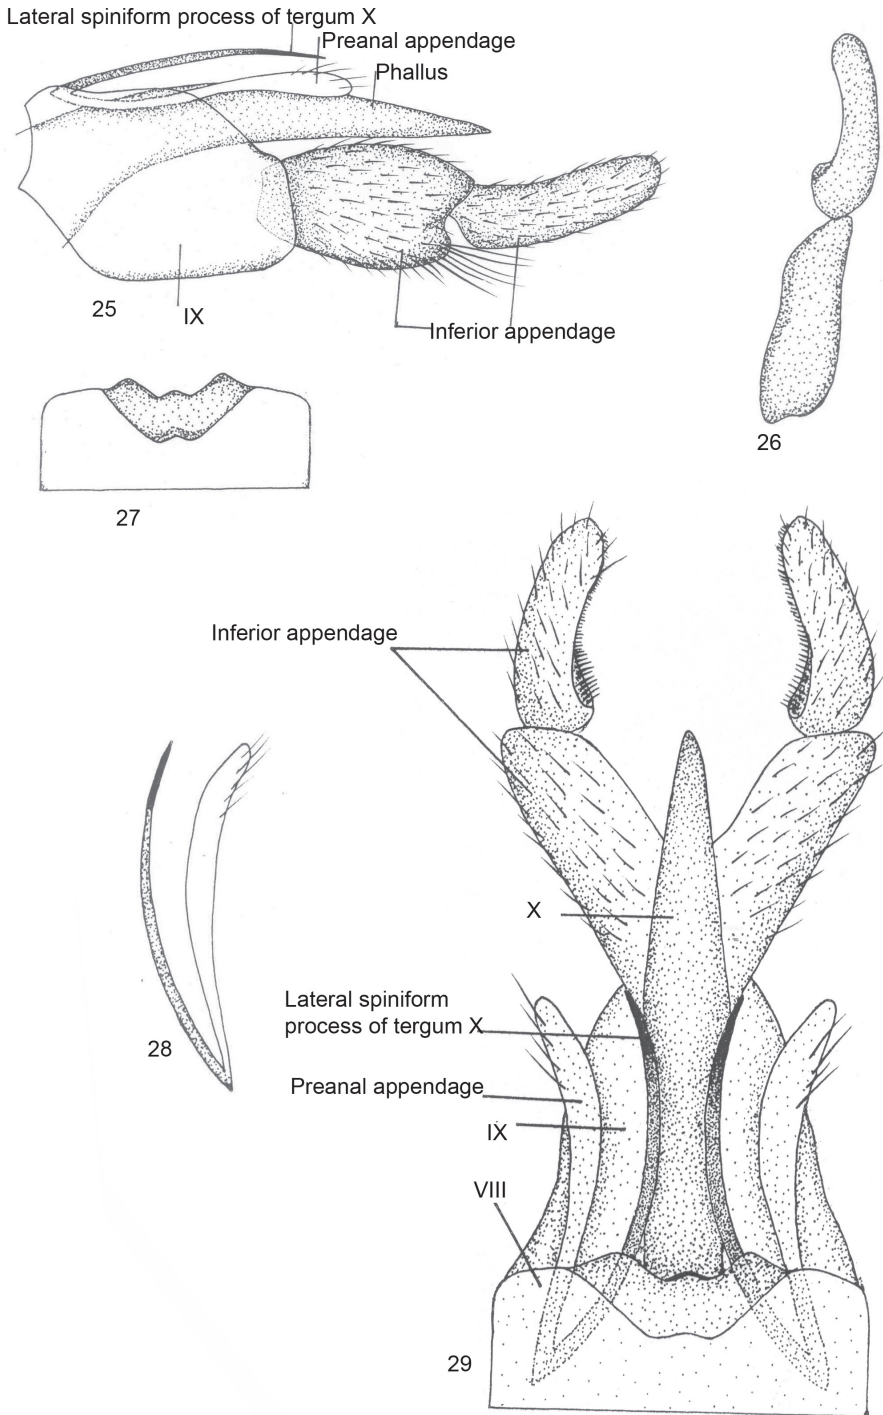 Lateral spiniform process of tergum X
Preanal appendage
Phallus
25
IX
Inferior appendage
26
27
Inferior appendage
X
Lateral spiniform
process of tergum X
28
Preanal appendage
IX
VIII
29